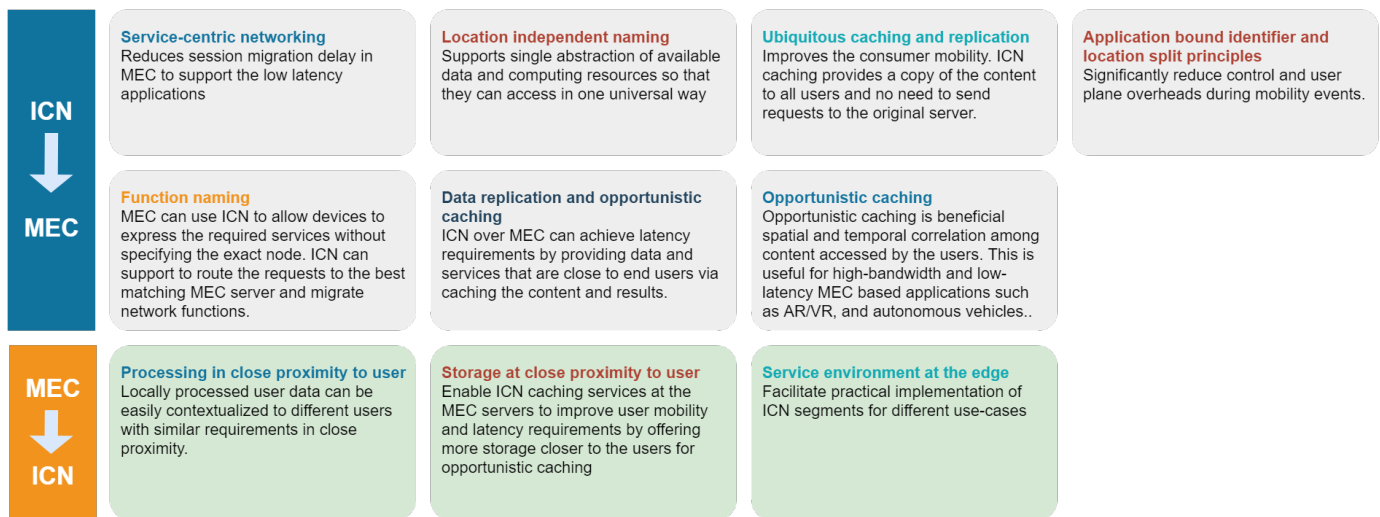 ICN
MEC
Service-centric networking
Reduces session migration delay in
MEC to support the low latency
applications
Location independent naming
Supports single abstraction of available
data and computing resources so that
they can access in one universal way
Ubiquitous caching and replication
Improves the consumer mobility. ICN
caching provides a copy of the content
to all users and no need to send
requests to the original server.
Application bound identifier and
location split principles
Significantly reduce control and user
plane overheads during mobility events.
Function naming
MEC can use ICN to allow devices to
express the required services without
specifying the exact node. ICN can
support to route the requests to the best
matching MEC server and migrate
network functions.
Data replication and opportunistic
caching
ICN over MEC can achieve latency
requirements by providing data and
services that are close to end users via
caching the content and results.
Opportunistic caching
Opportunistic caching is beneficial
spatial and temporal correlation among
content accessed by the users. This is
useful for high-bandwidth and low-
latency MEC based applications such
as AR/VR, and autonomous vehicles..
MEC
ICN
Processing in close proximity to user
Locally processed user data can be
easily contextualized to different users
with similar requirements in close
proximity.
Storage at close proximity to user
Enable ICN caching services at the
MEC servers to improve user mobility
and latency requirements by offering
more storage closer to the users for
opportunistic caching
Service environment at the edge
Facilitate practical implementation of
ICN segments for different use-cases